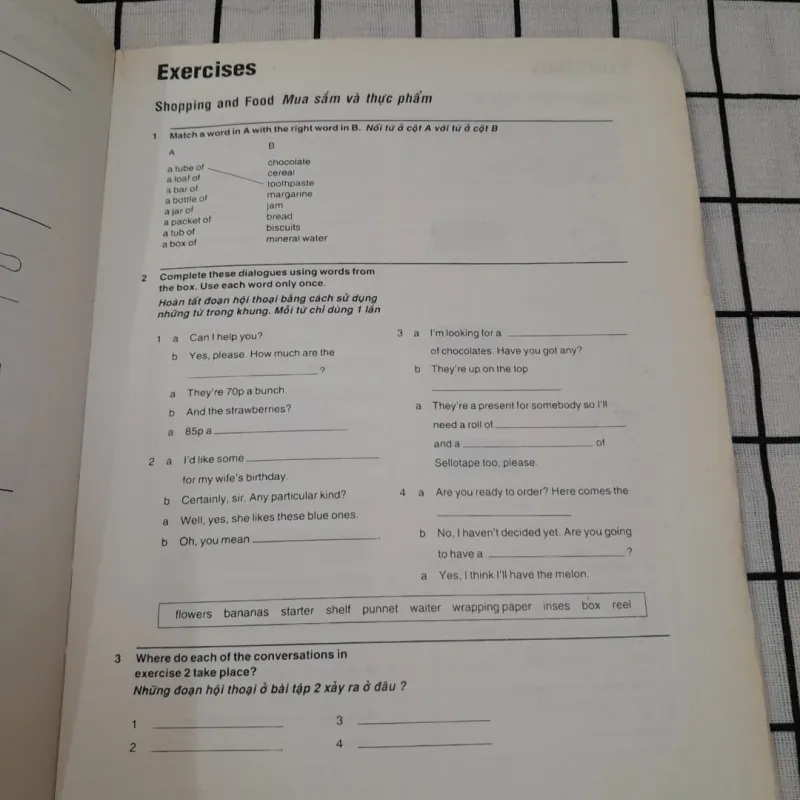 Exercises
Shopping and Food Mua sắm và thực phẩm
1 Match a word in A with the right word in B. Nối từ ở cột A với từ ở cột B
A
a tube of
a loaf of
a bar of
a bottle of
a jar of
a packet of
a tub of
a box of
B
chocolate
cereal
toothpaste
margarine
jam
bread
biscuits
mineral water
2 Complete these dialogues using words from
the box. Use each word only once.
Hoàn tất đoạn hội thoại bằng cách sử dụng
những từ trong khung. Mỗi từ chỉ dùng 1 lần
1 a Can I help you?
b Yes, please. How much are the
?
a They're 70p a bunch.
b And the strawberries?
a 85p a
2 a I'd like some
for my wife's birthday.
b Certainly, sir. Any particular kind?
a Well, yes, she likes these blue ones.
b Oh, you mean
3 a I'm looking for a
of chocolates. Have you got any?
b They're up on the top
a They're a present for somebody so I'll
need a roll of
and a of
Sellotape too, please.
4 a Are you ready to order? Here comes the
b No, I haven't decided yet. Are you going
to have a ?
a Yes, I think I'll have the melon.
flowers bananas starter shelf punnet waiter wrapping paper irises box reel
3 Where do each of the conversations in
exercise 2 take place?
Những đoạn hội thoại ở bài tập 2 xảy ra ở đâu ?
1
2
3
4